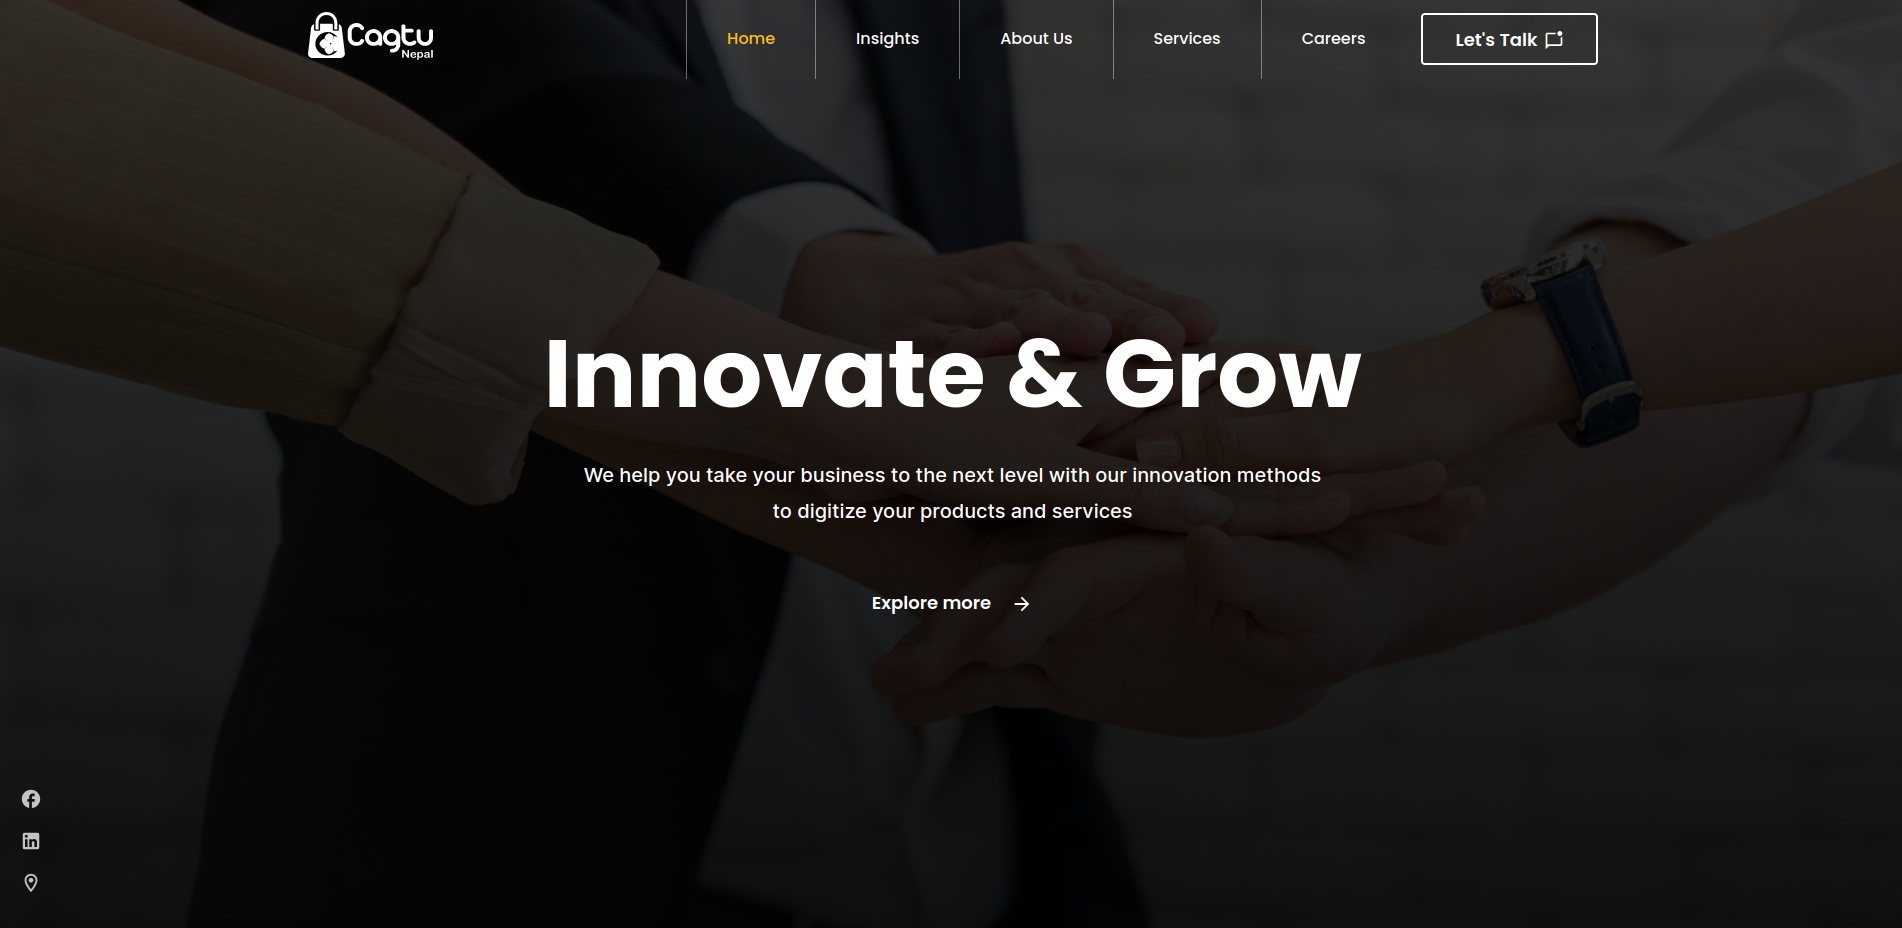 Cagtu
Nepal
Home
Insights
About Us
Services
Careers
Let's Talk
Innovate & Grow
We help you take your business to the next level with our innovation methods
to digitize your products and services
Explore more